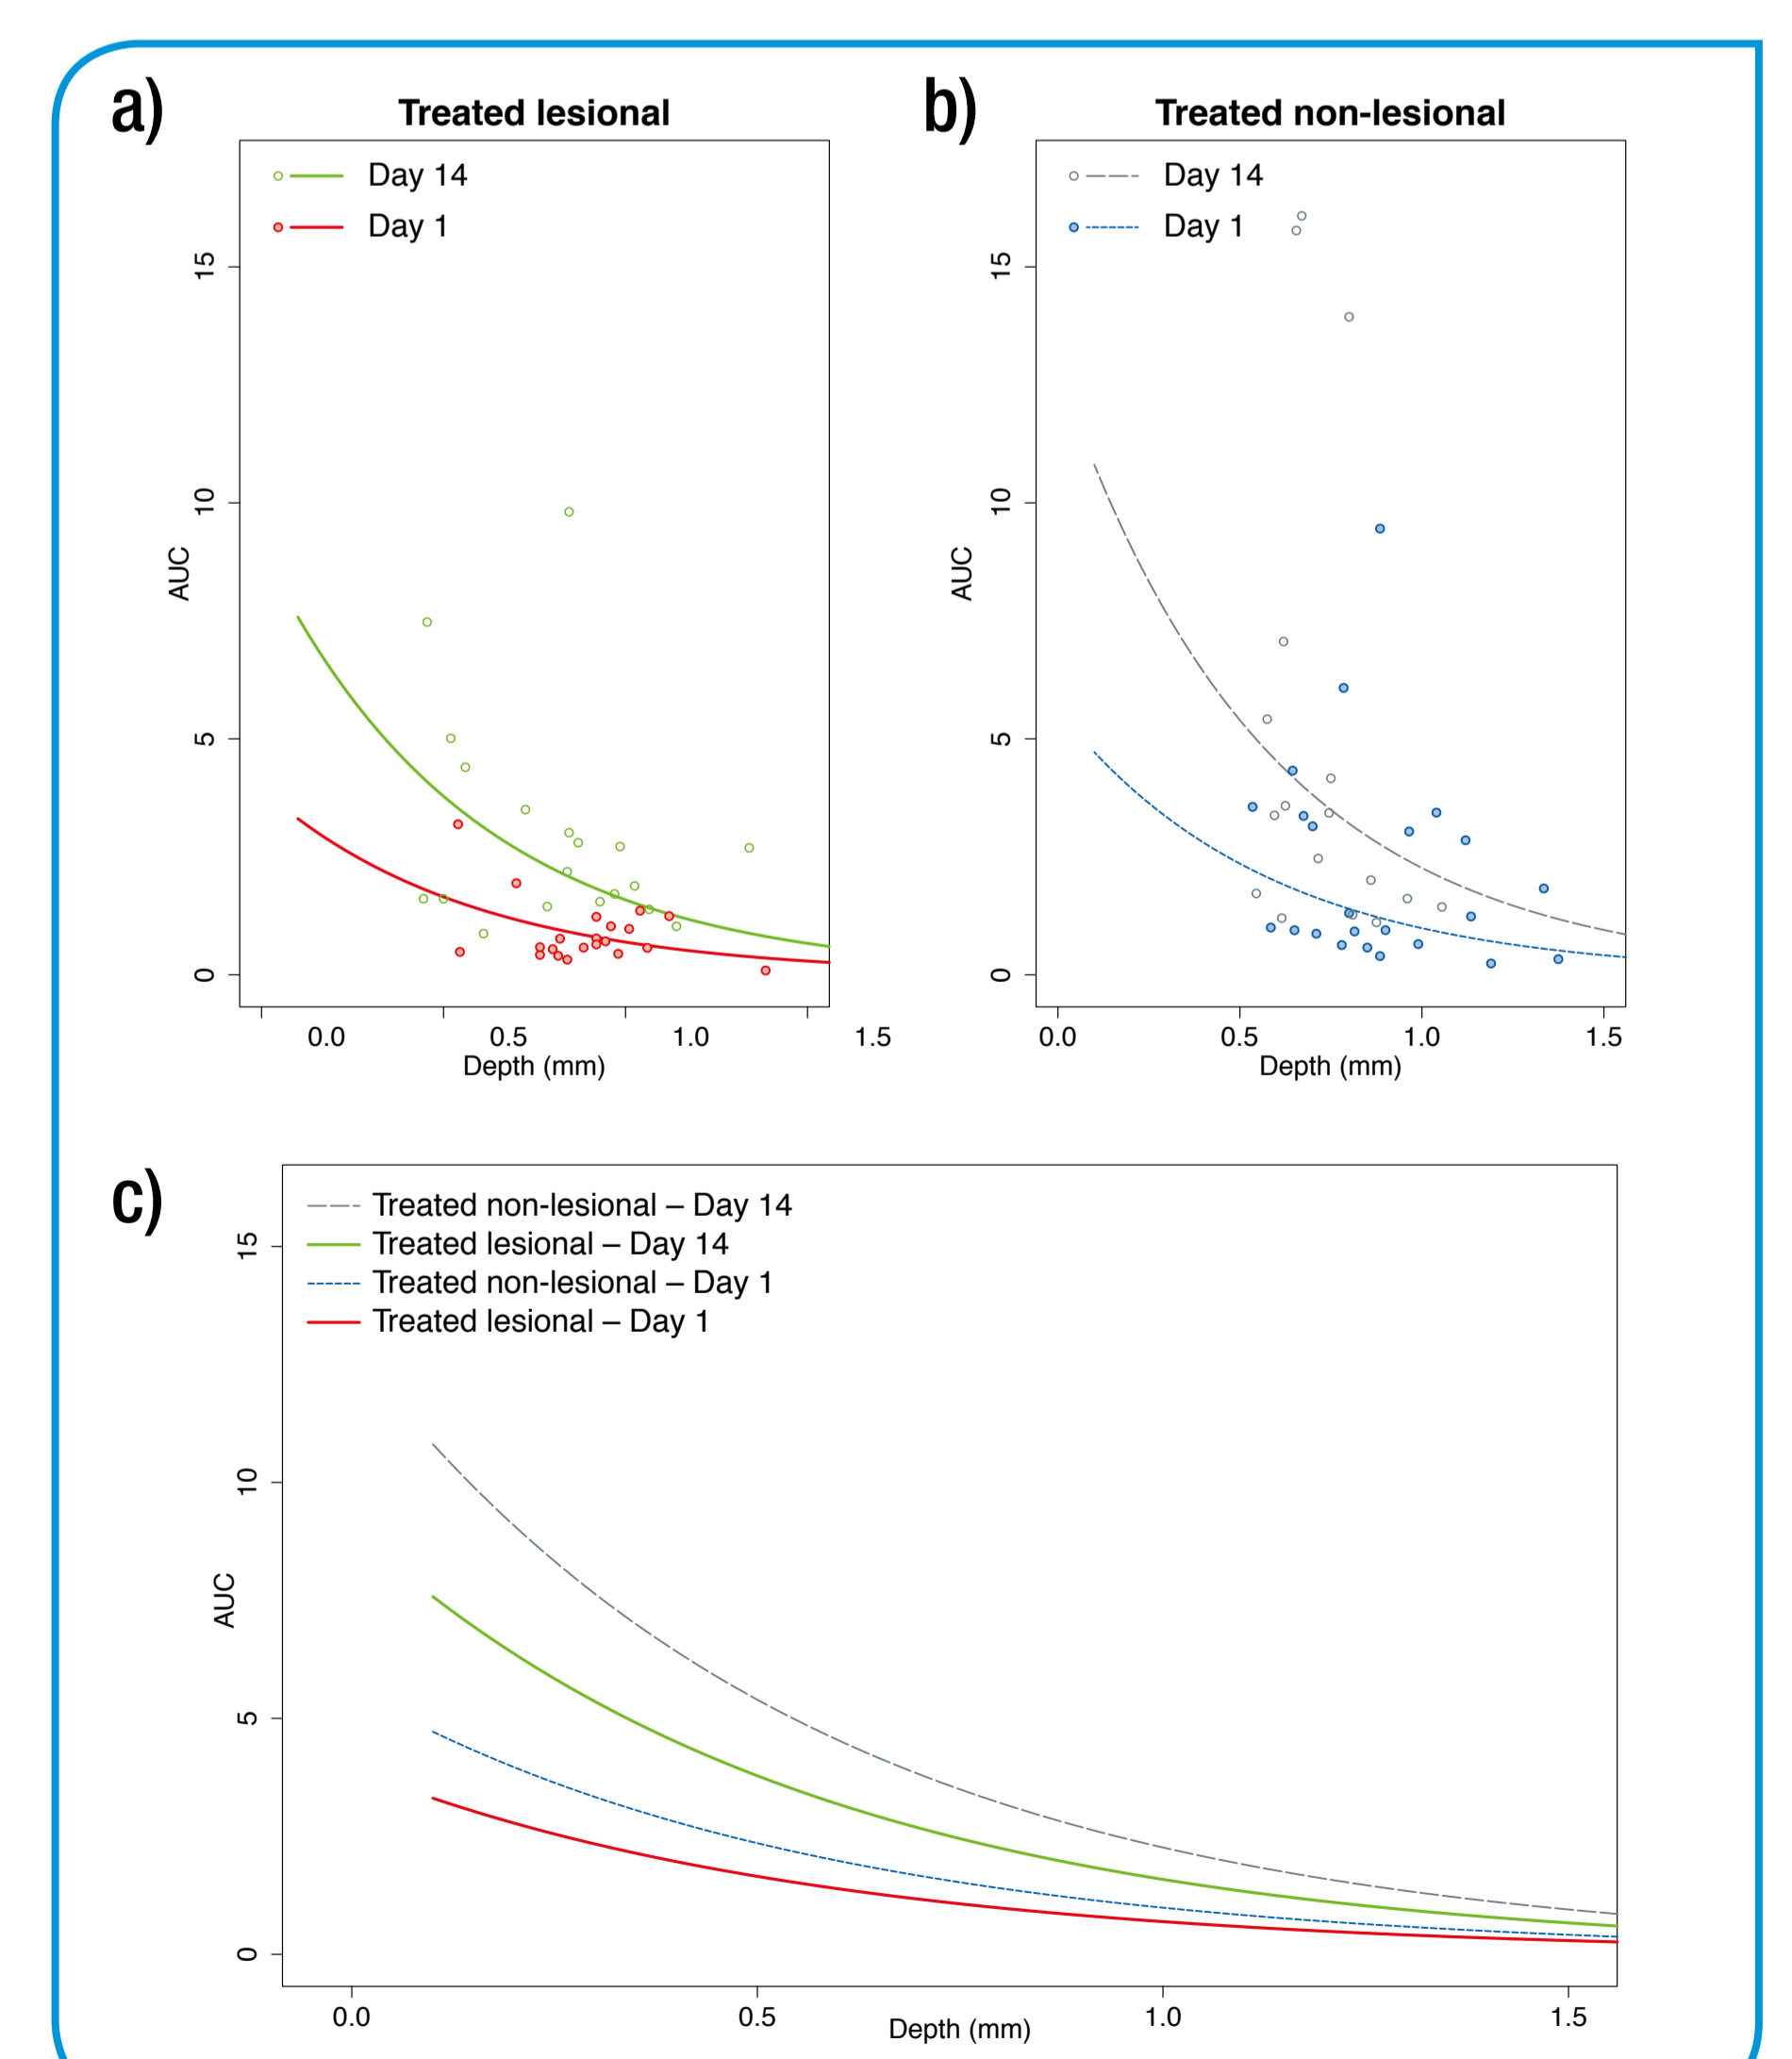 a)
Treated lesional
Day 14
Day 1
15
10
5
0
AUC
0.0 0.5 1.0 1.5
Depth (mm)
b)
Treated non-lesional
Day 14
Day 1
15
10
5
0
AUC
0.0 0.5 1.0 1.5
Depth (mm)
c)
Treated non-lesional – Day 14
Treated lesional – Day 14
Treated non-lesional – Day 1
Treated lesional – Day 1
15
10
5
0
AUC
0.0 0.5 1.0 1.5
Depth (mm)